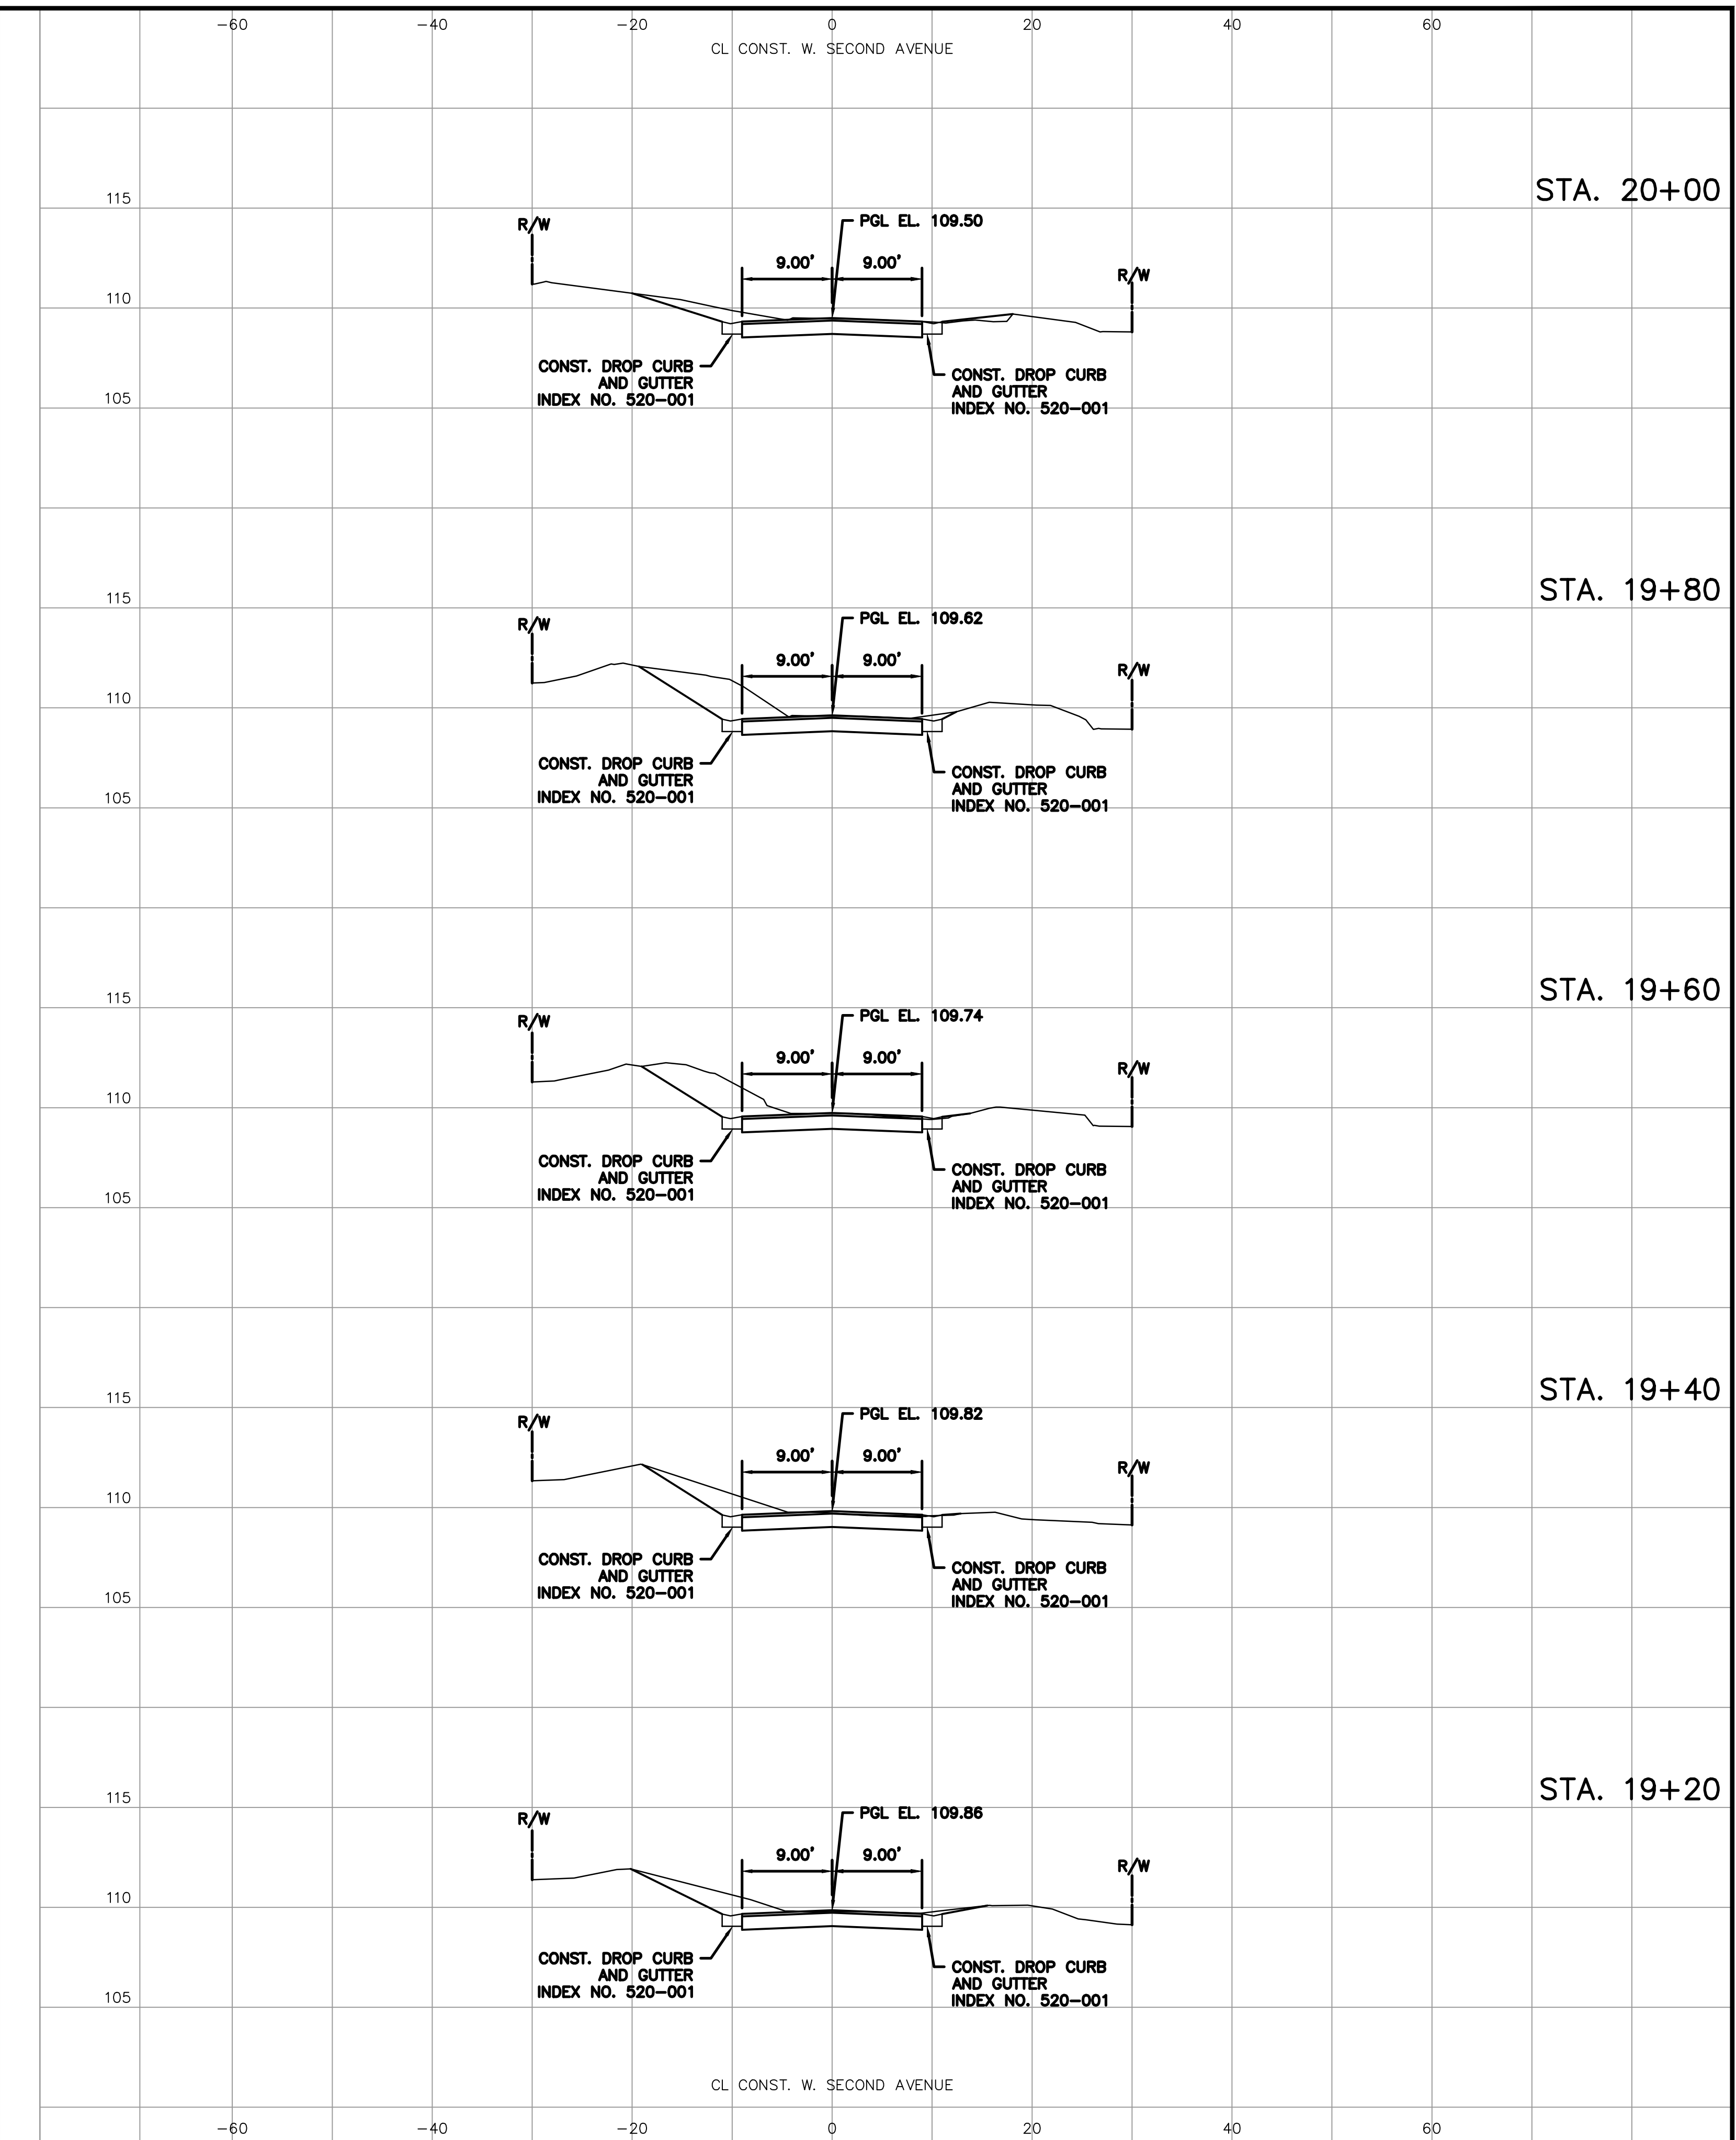 -60 -40 -20 0 20 40 60
CL CONST. W. SECOND AVENUE
STA. 20+00
115
R/W
PGL EL. 109.50
9.00' 9.00'
R/W
110
CONST. DROP CURB
AND GUTTER
INDEX NO. 520-001
CONST. DROP CURB
AND GUTTER
INDEX NO. 520-001
105
STA. 19+80
115
R/W
PGL EL. 109.62
9.00' 9.00'
R/W
110
CONST. DROP CURB
AND GUTTER
INDEX NO. 520-001
CONST. DROP CURB
AND GUTTER
INDEX NO. 520-001
105
STA. 19+60
115
R/W
PGL EL. 109.74
9.00' 9.00'
R/W
110
CONST. DROP CURB
AND GUTTER
INDEX NO. 520-001
CONST. DROP CURB
AND GUTTER
INDEX NO. 520-001
105
STA. 19+40
115
R/W
PGL EL. 109.82
9.00' 9.00'
R/W
110
CONST. DROP CURB
AND GUTTER
INDEX NO. 520-001
CONST. DROP CURB
AND GUTTER
INDEX NO. 520-001
105
STA. 19+20
115
R/W
PGL EL. 109.86
9.00' 9.00'
R/W
110
CONST. DROP CURB
AND GUTTER
INDEX NO. 520-001
CONST. DROP CURB
AND GUTTER
INDEX NO. 520-001
105
CL CONST. W. SECOND AVENUE
-60 -40 -20 0 20 40 60